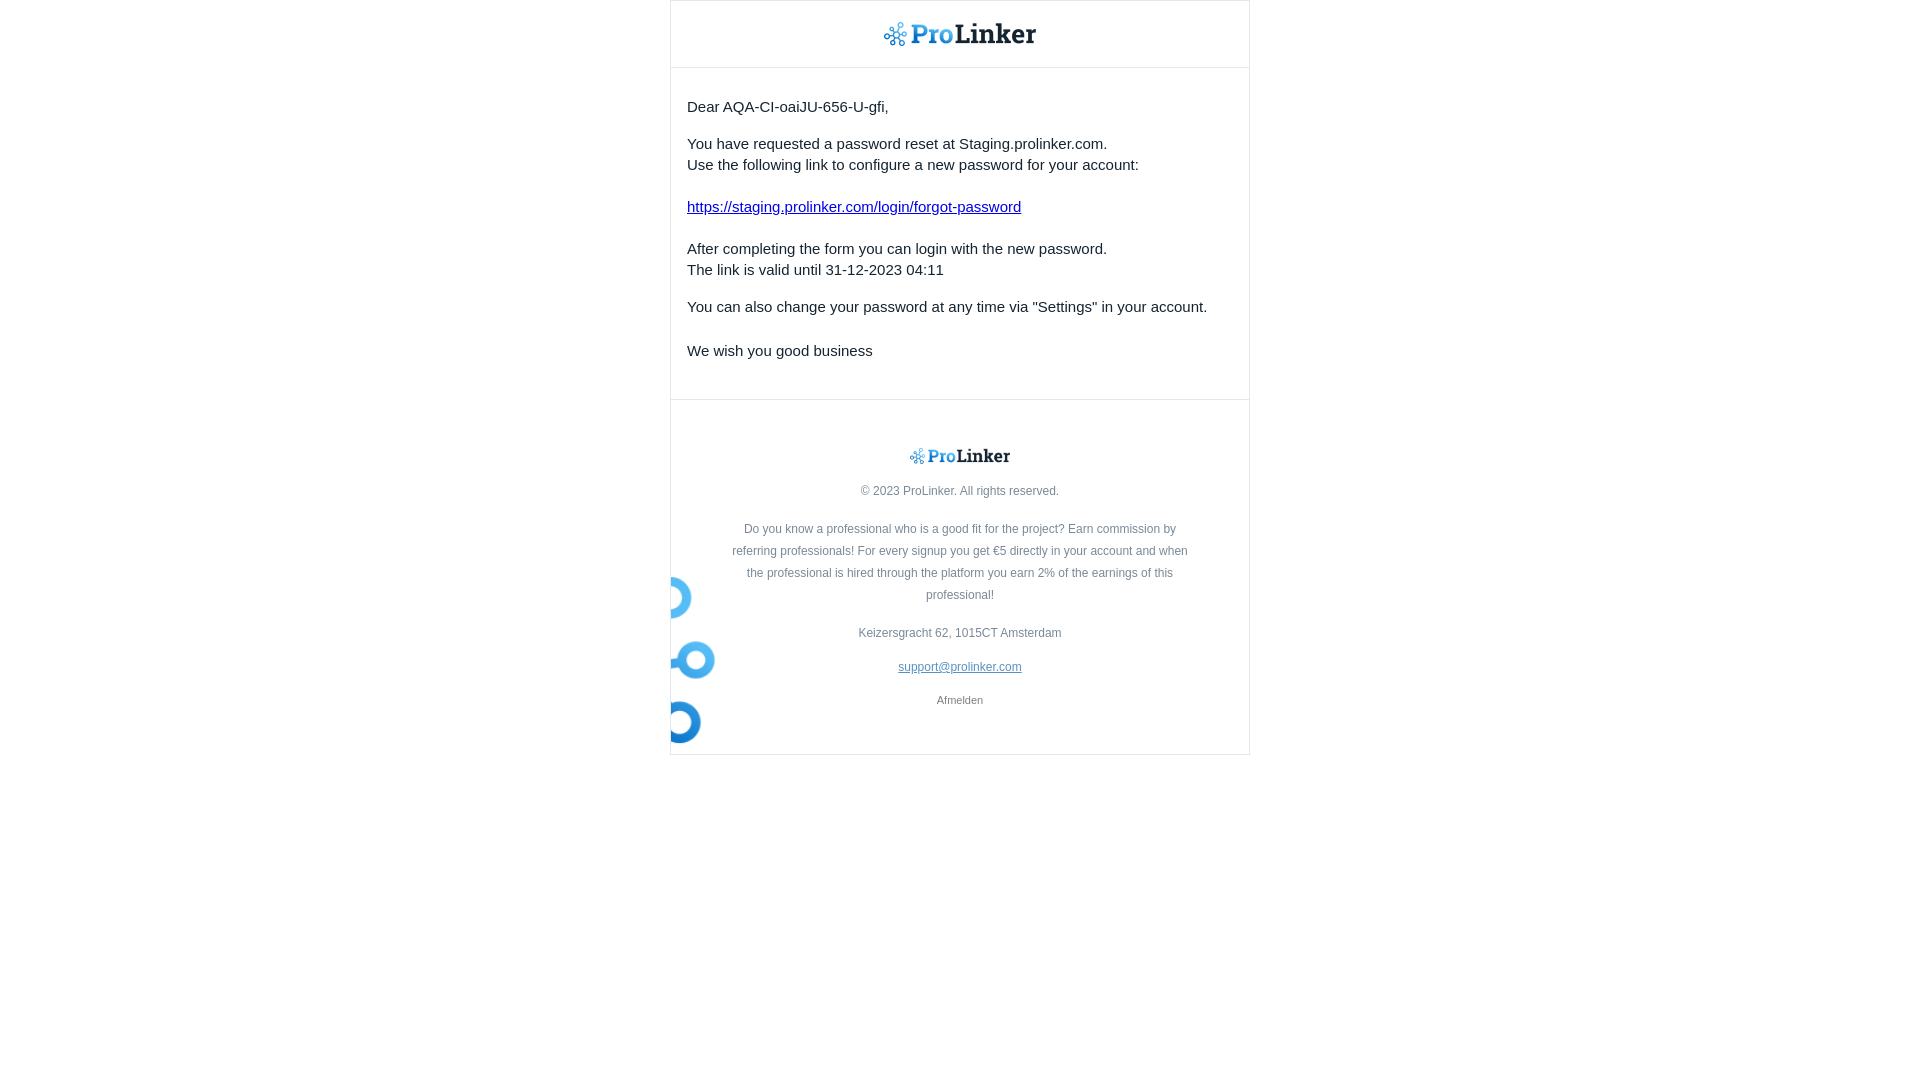 ProLinker
Dear AQA-CI-oaiJU-656-U-gfi,
You have requested a password reset at Staging.prolinker.com.
Use the following link to configure a new password for your account:
https://staging.prolinker.com/login/forgot-password
After completing the form you can login with the new password.
The link is valid until 31-12-2023 04:11
You can also change your password at any time via "Settings" in your account.
We wish you good business
ProLinker
© 2023 ProLinker. All rights reserved.
Do you know a professional who is a good fit for the project? Earn commission by
referring professionals! For every signup you get €5 directly in your account and when
the professional is hired through the platform you earn 2% of the earnings of this
professional!
Keizersgracht 62, 1015CT Amsterdam
support@prolinker.com
Afmelden